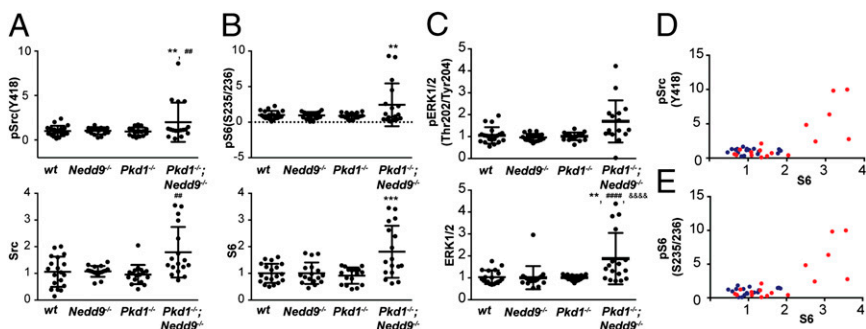 A
pSrc(Y418)
10
5
0
** ##
wt Nedd9-/- Pkd1-/- Pkd1-/-;
Nedd9-/-
Src
4
3
2
1
0
##
wt Nedd9-/- Pkd1-/- Pkd1-/-;
Nedd9-/-
B
pS6(S235/236)
10
5
0
-5
**
wt Nedd9-/- Pkd1-/- Pkd1-/-;
Nedd9-/-
S6
4
3
2
1
0
***
wt Nedd9-/- Pkd1-/- Pkd1-/-;
Nedd9-/-
C
pERK1/2
(Thr202/Tyr204)
5
4
3
2
1
0
wt Nedd9-/- Pkd1-/- Pkd1-/-;
Nedd9-/-
ERK1/2
5
4
3
2
1
0
** #### &&&&
wt Nedd9-/- Pkd1-/- Pkd1-/-;
Nedd9-/-
D
pSrc
(Y418)
15
10
5
0
1 2 3 4
S6
E
pS6
(S235/236)
15
10
5
0
1 2 3 4
S6